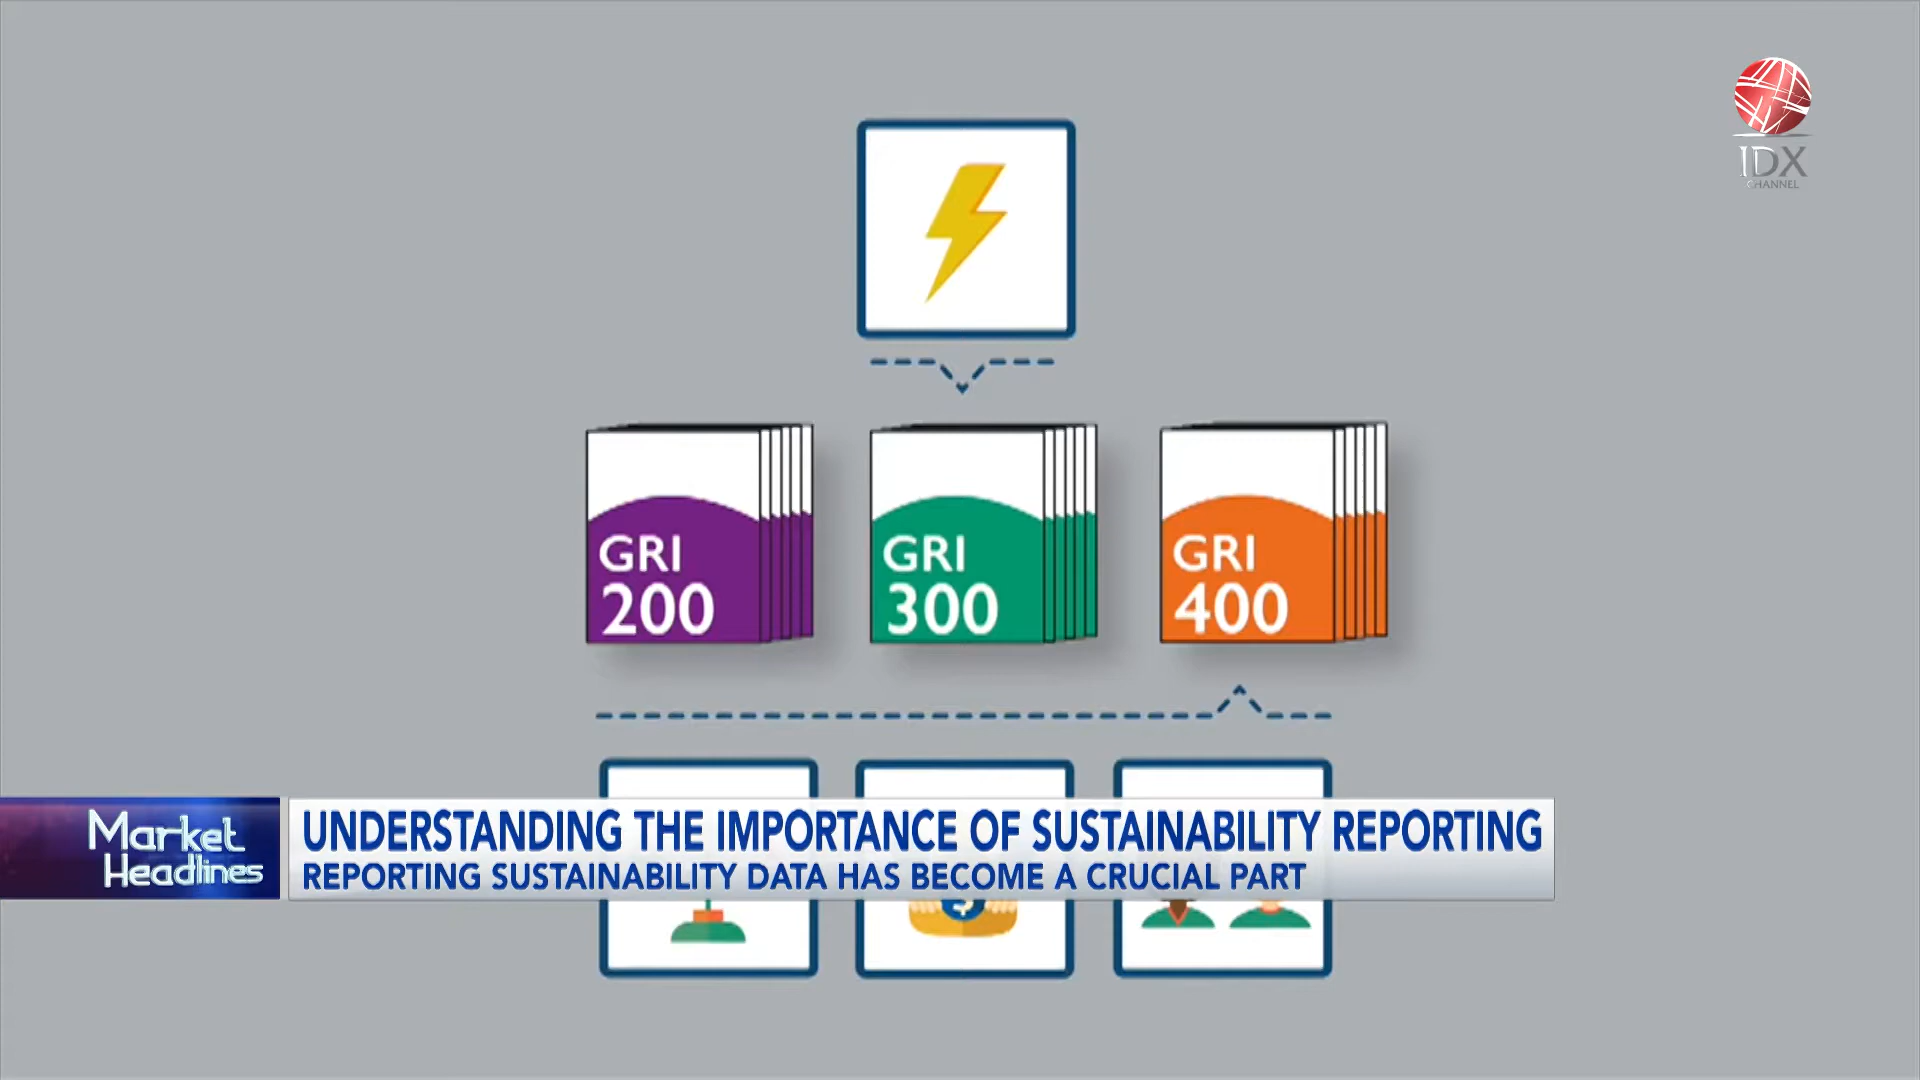 IDX
CHANNEL
GRI
200
GRI
300
GRI
400
Market
Headlines
UNDERSTANDING THE IMPORTANCE OF SUSTAINABILITY REPORTING
REPORTING SUSTAINABILITY DATA HAS BECOME A CRUCIAL PART
$